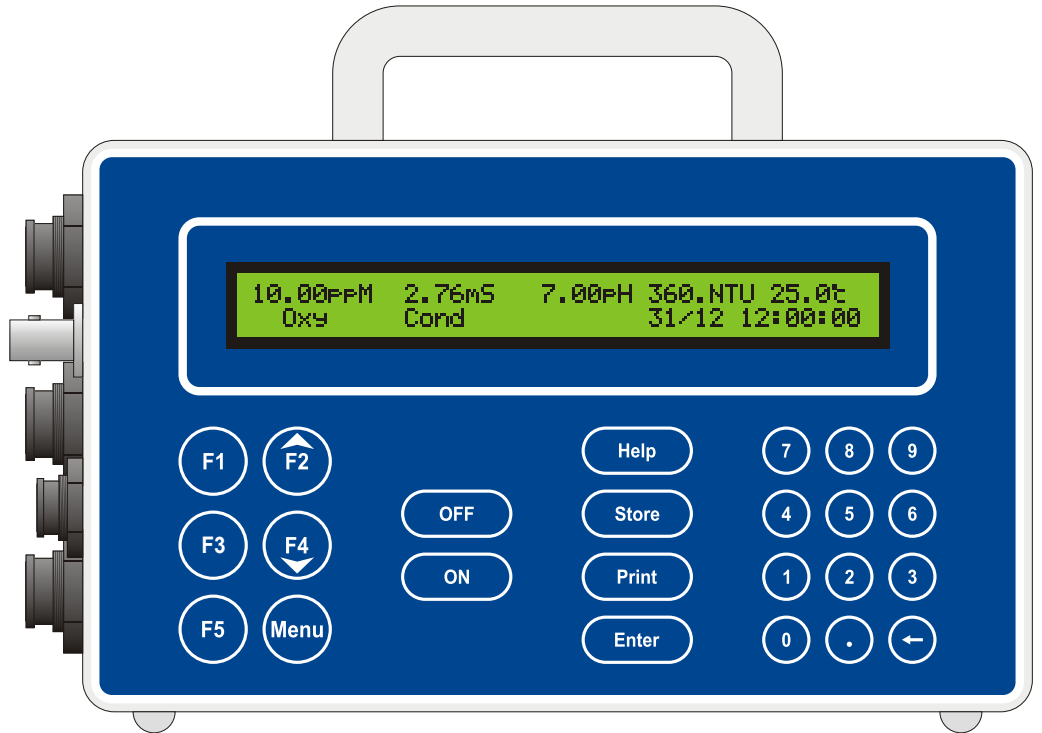 10.00ppM 2.76mS 7.00pH 360.NTU 25.0℃
Oxy Cond 31/12 12:00:00
F1 F2
F3 F4
F5 Menu
OFF
ON
Help
Store
Print
Enter
7 8 9
4 5 6
1 2 3
0 . ←